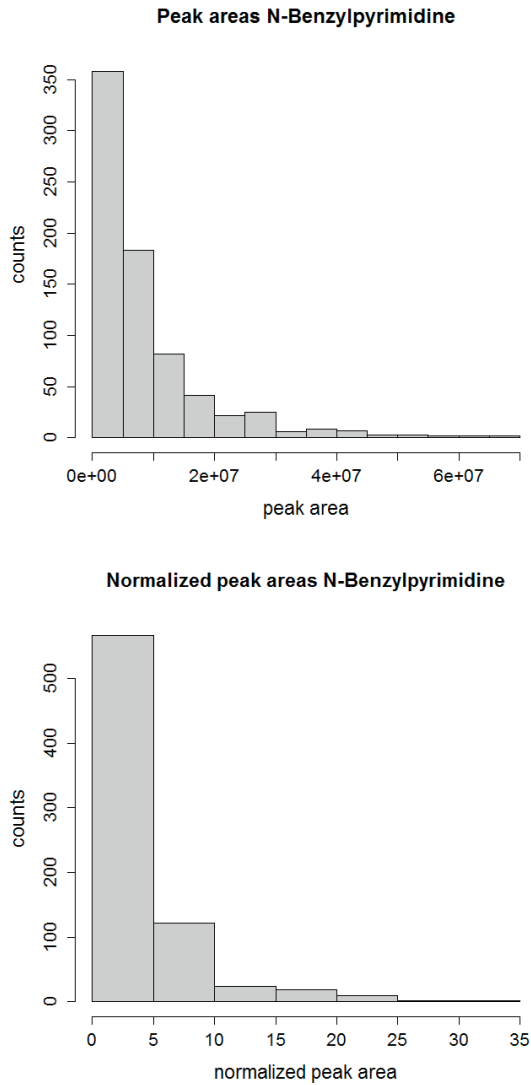 Peak areas N-Benzylpyrimidine
350
300
250
200
150
100
50
0
counts
0e+00 2e+07 4e+07 6e+07
peak area
Normalized peak areas N-Benzylpyrimidine
500
400
300
200
100
0
counts
0 5 10 15 20 25 30 35
normalized peak area